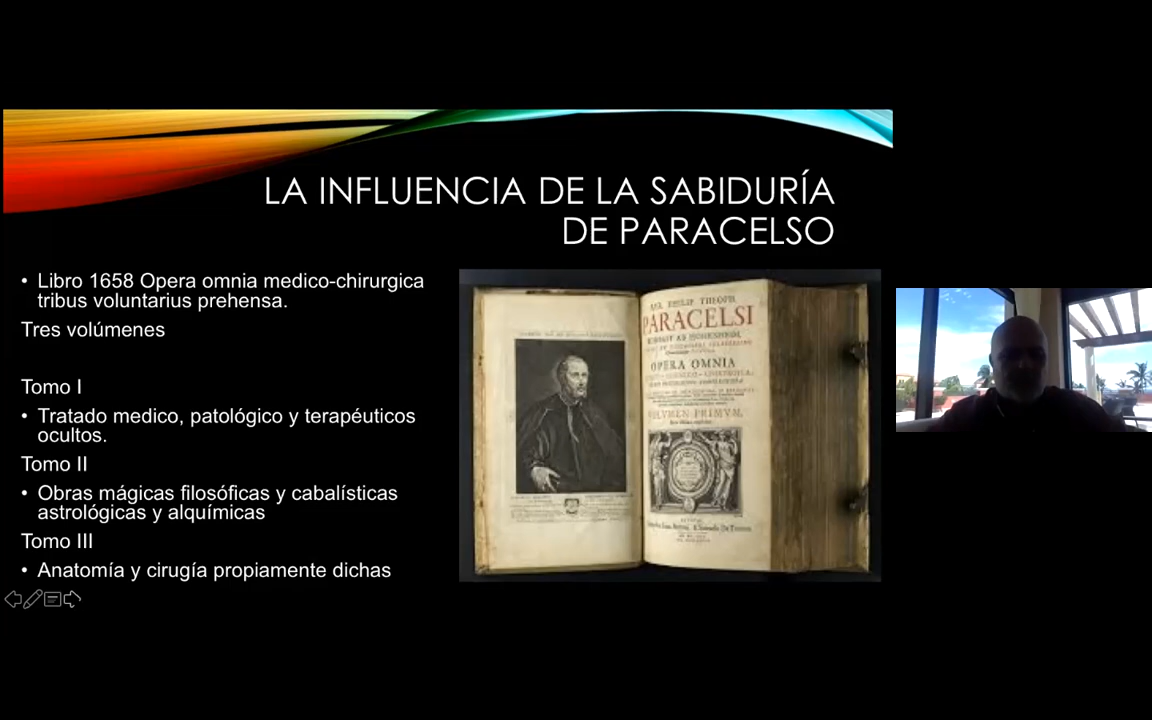 LA INFLUENCIA DE LA SABIDURÍA
DE PARACELSO
• Libro 1658 Opera omnia medico-chirurgica
tribus voluntarius prehensa.
Tres volúmenes
Tomo I
• Tratado medico, patológico y terapéuticos
ocultos.
Tomo II
• Obras mágicas filosóficas y cabalísticas
astrológicas y alquímicas
Tomo III
• Anatomía y cirugía propiamente dichas
PARACELSI
OPERA OMNIA
VOLVMEN PRIMVM,